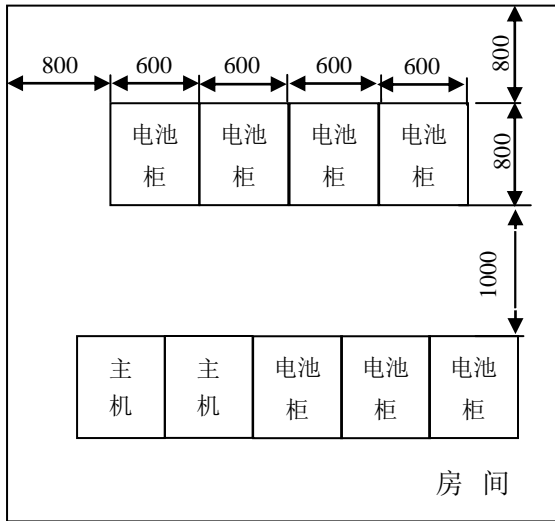 800
600
600
600
600
800
电池 电池 电池 电池
柜 柜 柜 柜
800
1000
主 主 电池 电池 电池
机 机 柜 柜 柜
房 间